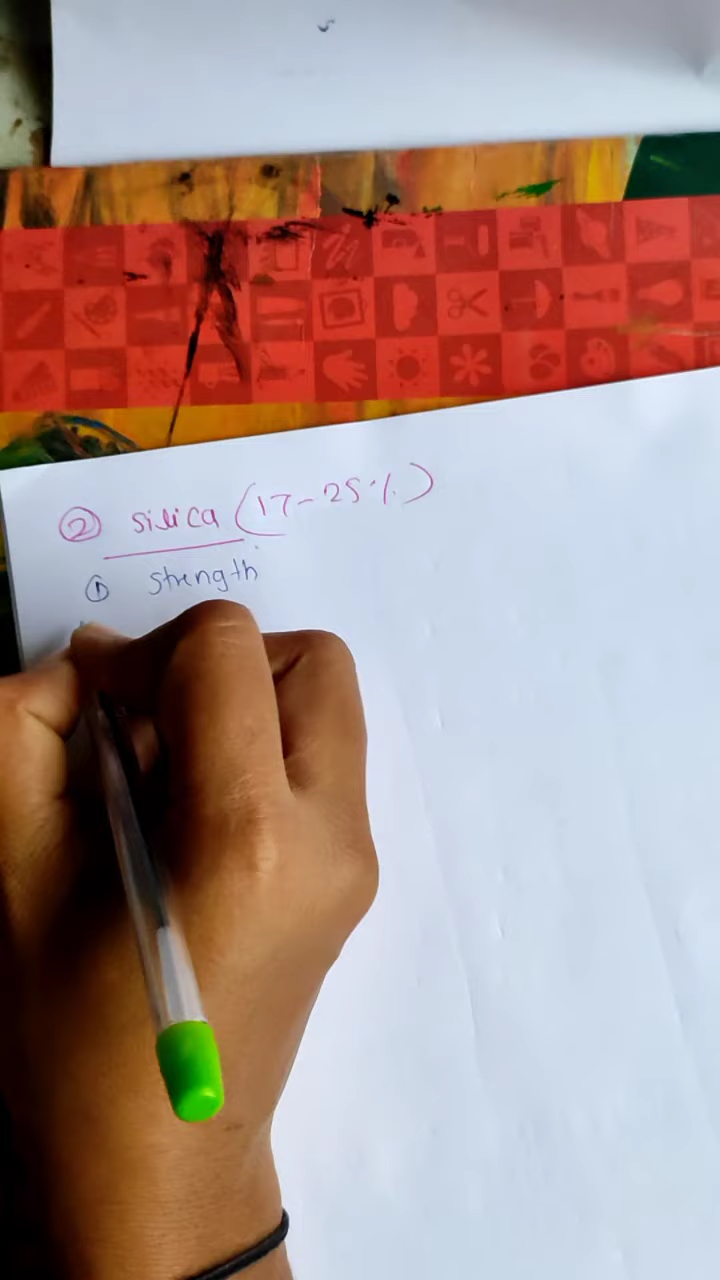 ② silica (17-25%)
① strength